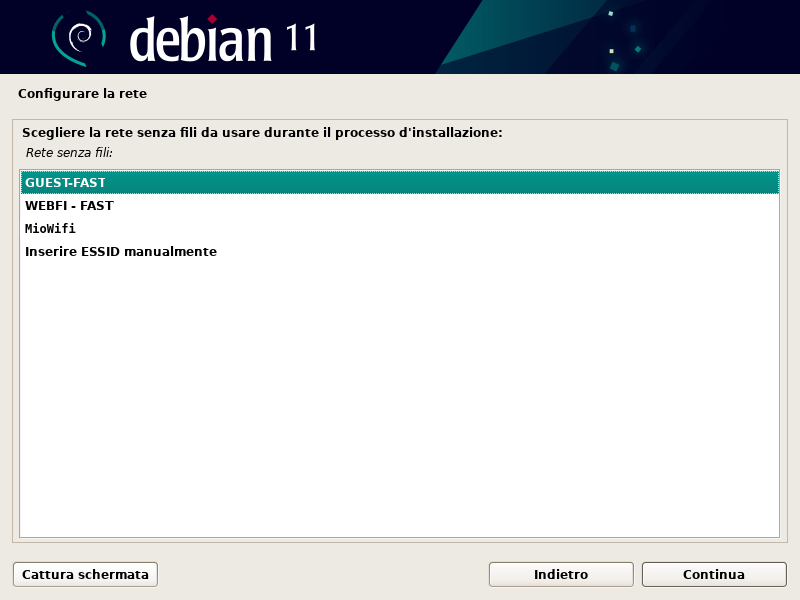 debian 11
Configurare la rete
Scegliere la rete senza fili da usare durante il processo d'installazione:
Rete senza fili:
GUEST-FAST
WEBFI - FAST
MioWifi
Inserire ESSID manualmente
Cattura schermata
Indietro
Continua